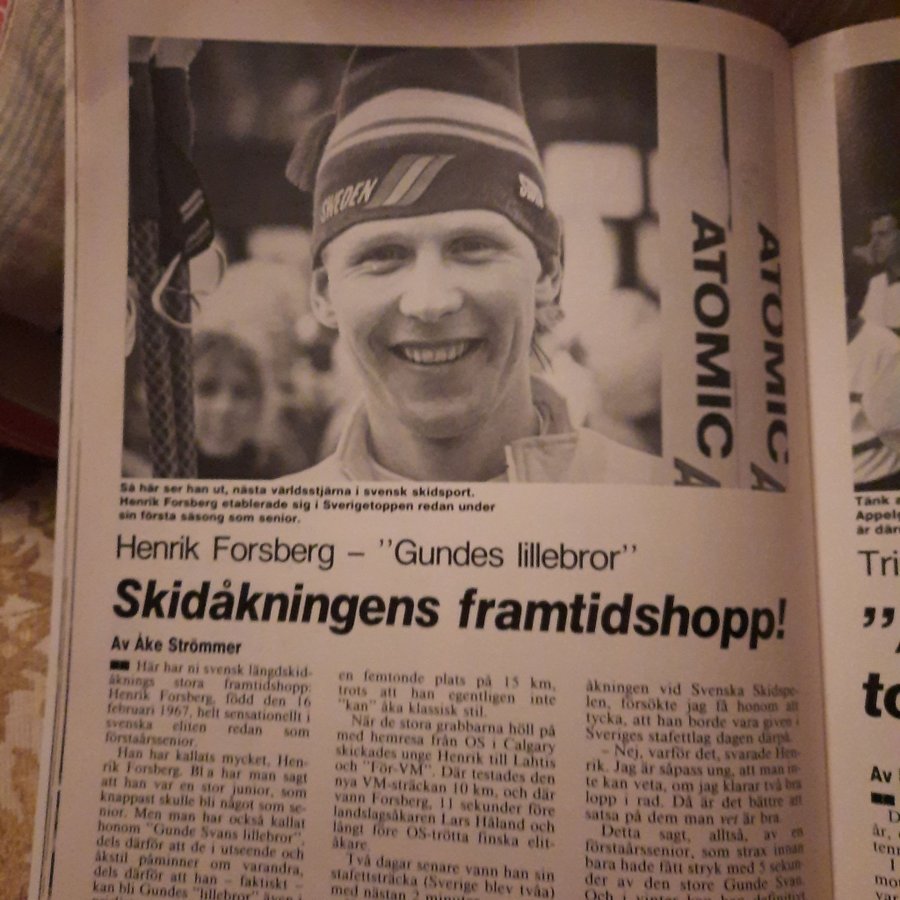 SWEDEN
ATOMIC
ATOMIC
A
A
Så här ser han ut, nästa världsstjärna i svensk skidsport.
Henrik Forsberg etablerade sig i Sverigetoppen redan under
sin första säsong som senior.
Henrik Forsberg – "Gundes lillebror"
Skidåkningens framtidshopp!
Av Åke Strömmer
Här har ni svensk längdskid-
åknings stora framtidshopp:
Henrik Forsberg, född den 16
februari 1967, helt sensationellt i
svenska eliten redan som
förstaårssenior.
Han har kallats mycket, Hen-
rik Forsberg. Bl a har man sagt
att han var en stor junior, som
knappast skulle bli något som se-
nior. Men man har också kallat
honom "Gunde Svans lillebror",
dels därför att de i utseende och
åkstil påminner om varandra,
dels därför att han – faktiskt –
kan bli Gundes "lillebror" även i
en femtonde plats på 15 km,
trots att han egentligen inte
"kan" åka klassisk stil.
När de stora grabbarna höll på
med hemresa från OS i Calgary
skickades unge Henrik till Lahtis
och "För-VM". Där testades den
nya VM-sträckan 10 km, och där
vann Forsberg, 11 sekunder före
landslagsåkaren Lars Håland och
långt före OS-trötta finska elit-
åkare.
Två dagar senare vann han sin
stafettsträcka (Sverige blev tvåa)
med nästan 2 minuter
åkningen vid Svenska Skidspe-
len, försökte jag få honom att
tycka, att han borde vara given i
Sveriges stafettlag dagen därpå.
– Nej, varför det, svarade Hen-
rik. Jag är såpass ung, att man in-
te kan veta, om jag klarar två bra
lopp i rad. Då är det bättre att
satsa på dem man vet är bra.
Detta sagt, alltså, av en
förstaårssenior, som strax innan
bara hade fått stryk med 5 sekun-
der av den store Gunde Svan.
Tänk
Appelg
är där
Tri
"
to
Av